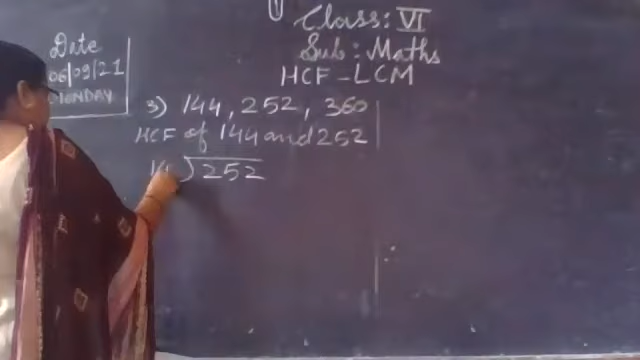 Class: VI
Sub: Maths
HCF-LCM
Date
06/09/21
MONDAY
3) 144, 252, 360
HCF of 144 and 252
14)252